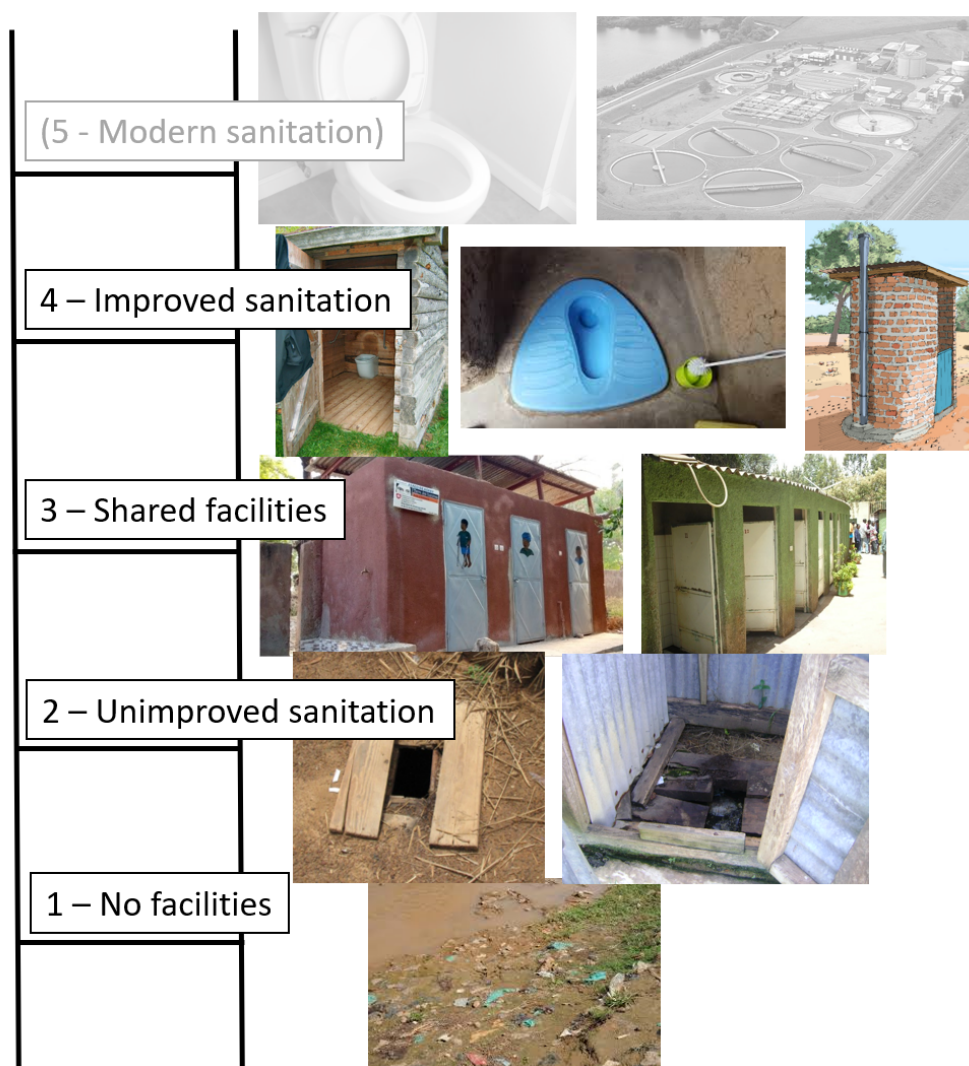 (5 - Modern sanitation)
4 – Improved sanitation
3 – Shared facilities
2 – Unimproved sanitation
1 – No facilities